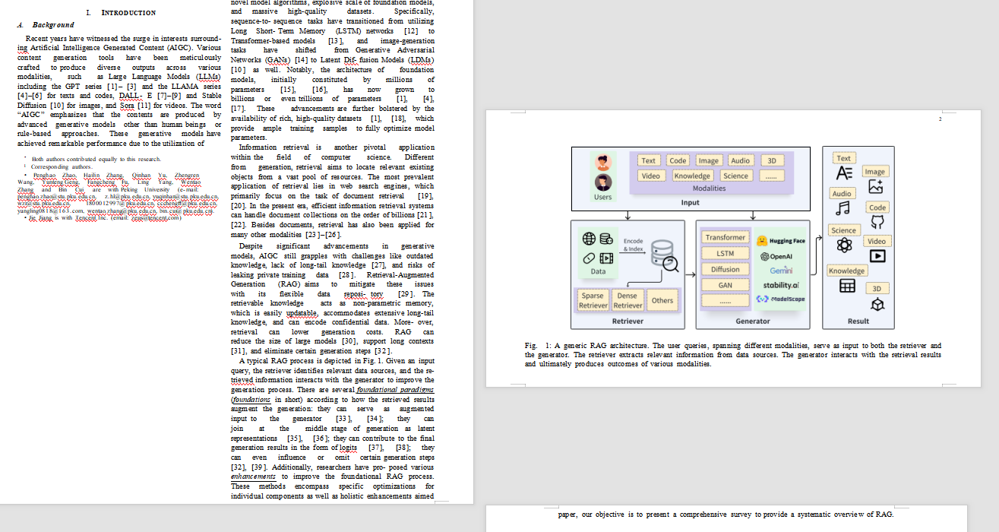 I. INTRODUCTION
A. Background
Recent years have witnessed the surge in interests surround-
ing Artificial Intelligence Generated Content (AIGC). Various
content generation tools have been meticulously
crafted to produce diverse outputs across various
modalities, such as Large Language Models (LLMs)
including the GPT series [1]– [3] and the LLAMA series
[4]–[6] for texts and codes, DALL- E [7]–[9] and Stable
Diffusion [10] for images, and Sora [11] for videos. The word
“AIGC” emphasizes that the contents are produced by
advanced generative models other than human beings or
rule-based approaches. These generative models have
achieved remarkable performance due to the utilization of
* Both authors contributed equally to this research.
Corresponding authors.
• Penghao Zhao, Hailin Zhang, Qinhan Yu, Zhengren
Wang, Yunteng Geng, Fangcheng Fu, Ling Yang, Wentao
Zhang and Bin Cui are with Peking University (e-mail:
penghao.zhao@stu.pku.edu.cn, z.hl@pku.edu.cn, yuqinhan@stu.pku.edu.cn,
wzr@stu.pku.edu.cn, 1800012997@pku.edu.cn, ccchengff@pku.edu.cn,
yangling0818@163.com, wentao.zhang@pku.edu.cn, bin.cui@pku.edu.cn).
• Jie Jiang is with Tencent Inc. (email: zeus@tencent.com)
novel model algorithms, explosive scale of foundation models,
and massive high-quality datasets. Specifically,
sequence-to- sequence tasks have transitioned from utilizing
Long Short- Term Memory (LSTM) networks [12] to
Transformer-based models [13], and image-generation
tasks have shifted from Generative Adversarial
Networks (GANs) [14] to Latent Dif- fusion Models (LDMs)
[10] as well. Notably, the architecture of foundation
models, initially constituted by millions of
parameters [15], [16], has now grown to
billions or even trillions of parameters [1], [4],
[17]. These advancements are further bolstered by the
availability of rich, high-quality datasets [1], [18], which
provide ample training samples to fully optimize model
parameters.
Information retrieval is another pivotal application
within the field of computer science. Different
from generation, retrieval aims to locate relevant existing
objects from a vast pool of resources. The most prevalent
application of retrieval lies in web search engines, which
primarily focus on the task of document retrieval [19],
[20]. In the present era, efficient information retrieval systems
can handle document collections on the order of billions [21],
[22]. Besides documents, retrieval has also been applied for
many other modalities [23]–[26].
Despite significant advancements in generative
models, AIGC still grapples with challenges like outdated
knowledge, lack of long-tail knowledge [27], and risks of
leaking private training data [28]. Retrieval-Augmented
Generation (RAG) aims to mitigate these issues
with its flexible data reposi- tory [29]. The
retrievable knowledge acts as non-parametric memory,
which is easily updatable, accommodates extensive long-tail
knowledge, and can encode confidential data. More- over,
retrieval can lower generation costs. RAG can
reduce the size of large models [30], support long contexts
[31], and eliminate certain generation steps [32].
A typical RAG process is depicted in Fig. 1. Given an input
query, the retriever identifies relevant data sources, and the re-
trieved information interacts with the generator to improve the
generation process. There are several foundational paradigms
(foundations in short) according to how the retrieved results
augment the generation: they can serve as augmented
input to the generator [33], [34]; they can
join at the middle stage of generation as latent
representations [35], [36]; they can contribute to the final
generation results in the form of logits [37], [38]; they
can even influence or omit certain generation steps
[32], [39]. Additionally, researchers have pro- posed various
enhancements to improve the foundational RAG process.
These methods encompass specific optimizations for
individual components as well as holistic enhancements aimed
2
Users
Text Code Image Audio 3D
Video Knowledge Science ......
Modalities
Input
Data
Encode
& Index
Sparse
Retriever
Dense
Retriever
Others
Retriever
Transformer
LSTM
Diffusion
GAN
......
Hugging Face
OpenAI
Gemini
stability.ai
ModelScope
Generator
Text
Image
Audio
Code
Science
Video
Knowledge
3D
Result
Fig. 1: A generic RAG architecture. The user queries, spanning different modalities, serve as input to both the retriever and
the generator. The retriever extracts relevant information from data sources. The generator interacts with the retrieval results
and ultimately produces outcomes of various modalities.
paper, our objective is to present a comprehensive survey to provide a systematic overview of RAG.